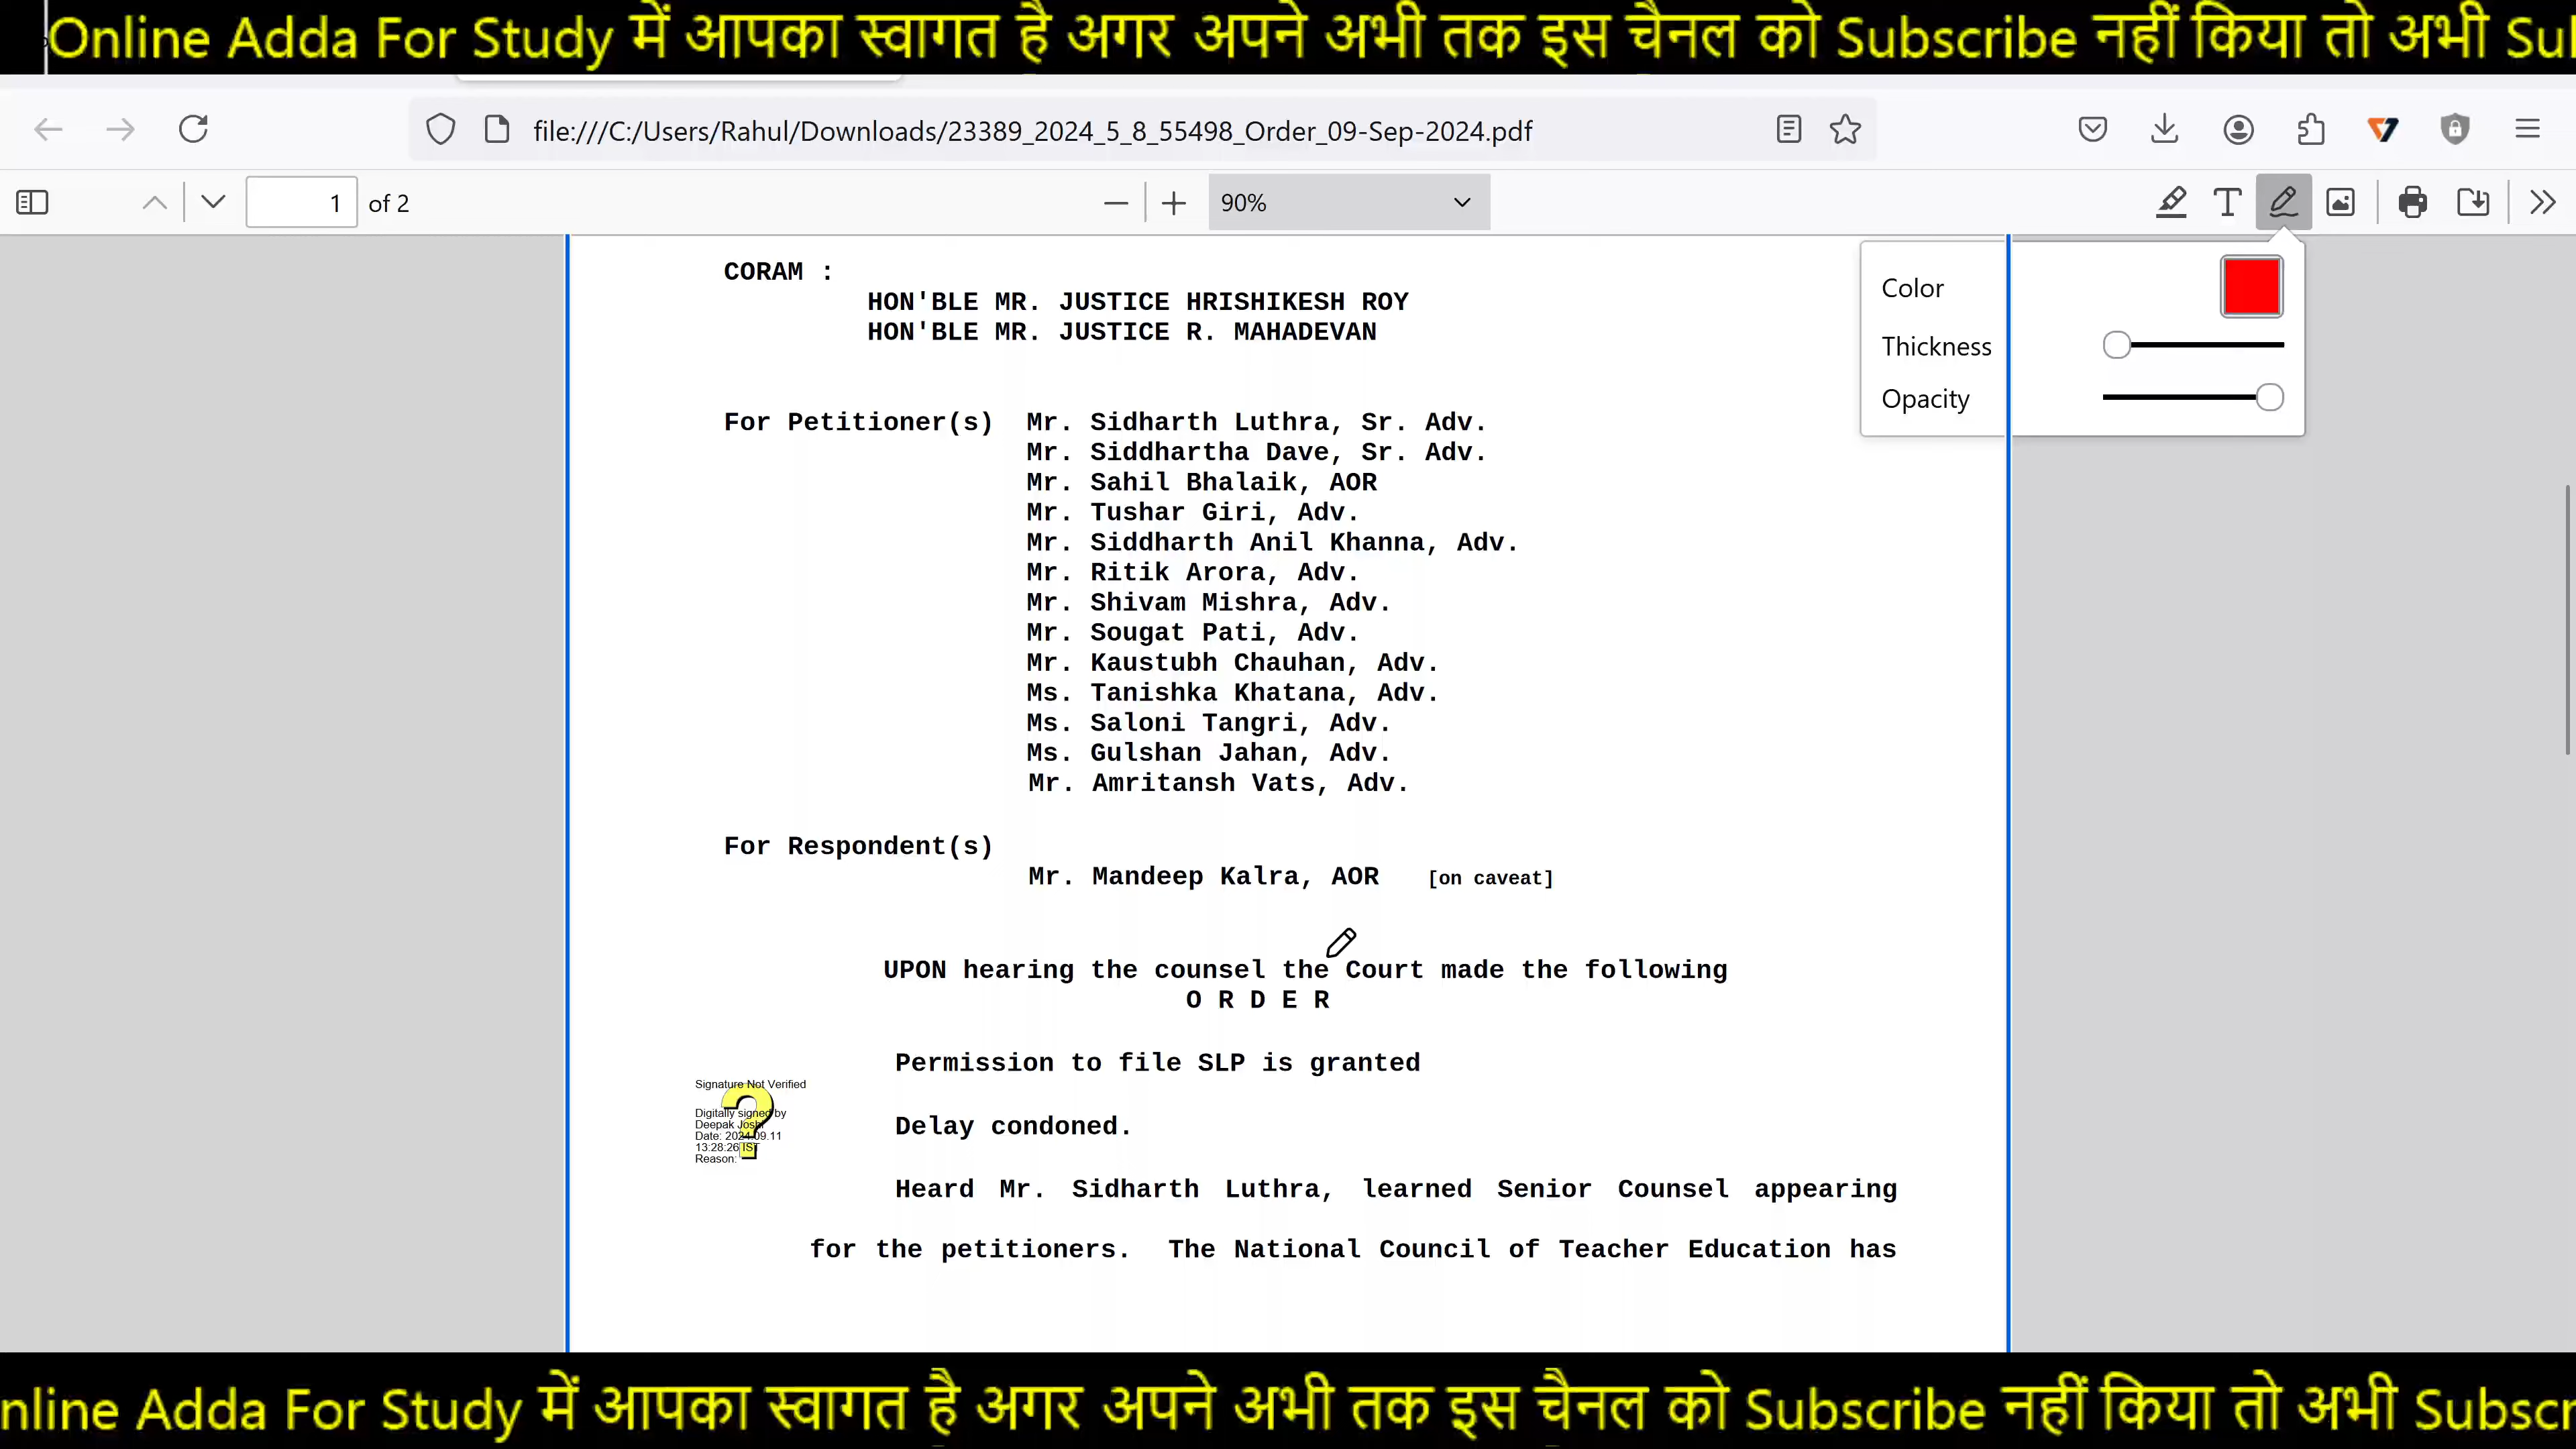 Online Adda For Study में आपका स्वागत है अगर अपने अभी तक इस चैनल को Subscribe नहीं किया तो अभी Su
file:///C:/Users/Rahul/Downloads/23389_2024_5_8_55498_Order_09-Sep-2024.pdf
1 of 2
90%
Color
Thickness
Opacity
CORAM :
HON'BLE MR. JUSTICE HRISHIKESH ROY
HON'BLE MR. JUSTICE R. MAHADEVAN
For Petitioner(s) Mr. Sidharth Luthra, Sr. Adv.
Mr. Siddhartha Dave, Sr. Adv.
Mr. Sahil Bhalaik, AOR
Mr. Tushar Giri, Adv.
Mr. Siddharth Anil Khanna, Adv.
Mr. Ritik Arora, Adv.
Mr. Shivam Mishra, Adv.
Mr. Sougat Pati, Adv.
Mr. Kaustubh Chauhan, Adv.
Ms. Tanishka Khatana, Adv.
Ms. Saloni Tangri, Adv.
Ms. Gulshan Jahan, Adv.
Mr. Amritansh Vats, Adv.
For Respondent(s)
Mr. Mandeep Kalra, AOR [on caveat]
UPON hearing the counsel the Court made the following
O R D E R
Permission to file SLP is granted
Signature Not Verified
Digitally signed by
Deepak Joshi
Date: 2024.09.11
13:28:26 IST
Reason:
Delay condoned.
Heard Mr. Sidharth Luthra, learned Senior Counsel appearing
for the petitioners. The National Council of Teacher Education has
nline Adda For Study में आपका स्वागत है अगर अपने अभी तक इस चैनल को Subscribe नहीं किया तो अभी Subscr